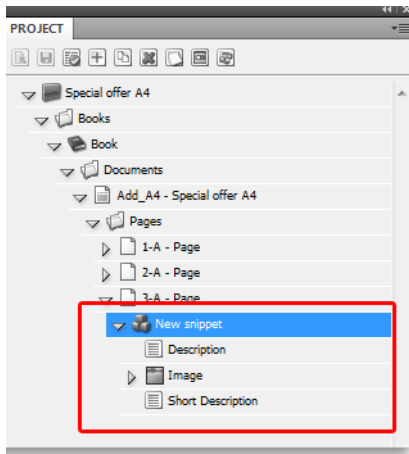 PROJECT
Special offer A4
Books
Book
Documents
Add_A4 - Special offer A4
Pages
1-A - Page
2-A - Page
3-A - Page
New snippet
Description
Image
Short Description